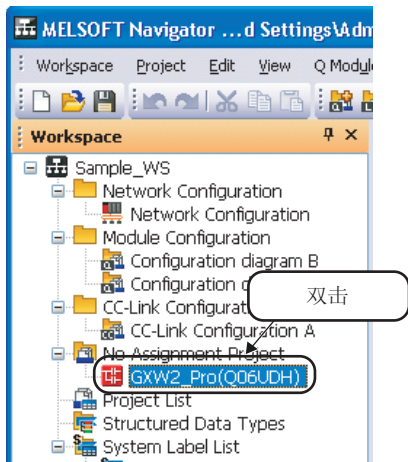 MELSOFT Navigator ...d Settings\Adm
Workspace Project Edit View Q Modul
Workspace
Sample_WS
Network Configuration
Network Configuration
Module Configuration
Configuration diagram B
Configuration
双击
CC-Link Configurat
CC-Link Configuration A
No Assignment Project
GXW2_Pro(Q06UDH)
Project List
Structured Data Types
System Label List